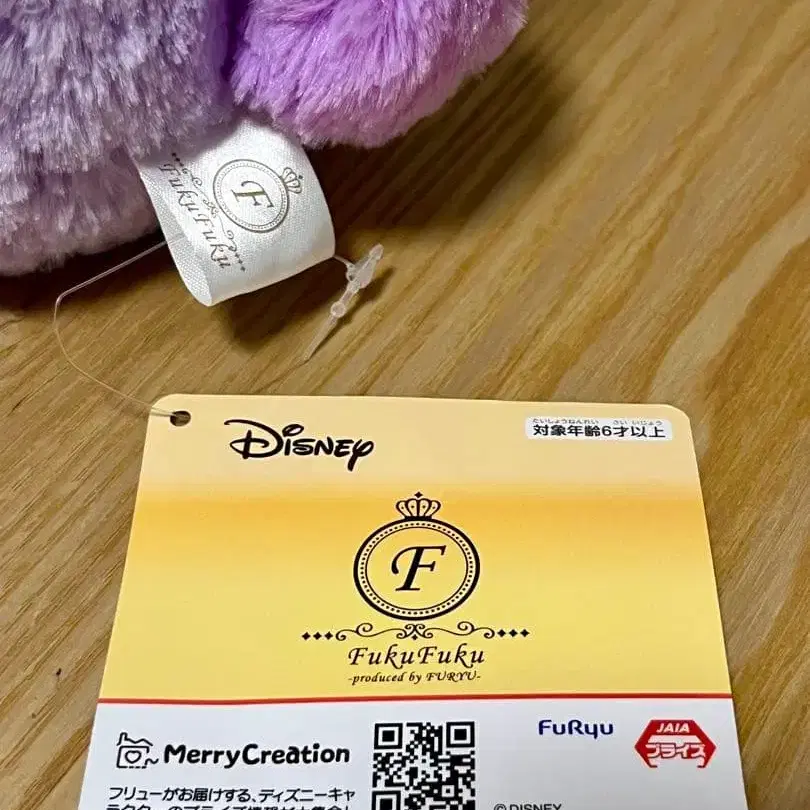 F
FukuFuku
DISNEY
たいしょうねんれい さい いじょう
対象年齢6才以上
F
FukuFuku
-produced by FURYU-
MerryCreation
FuRyu
JAIA
プライズ
フリューがお届けする、ディズニーキャ
© DISNEY